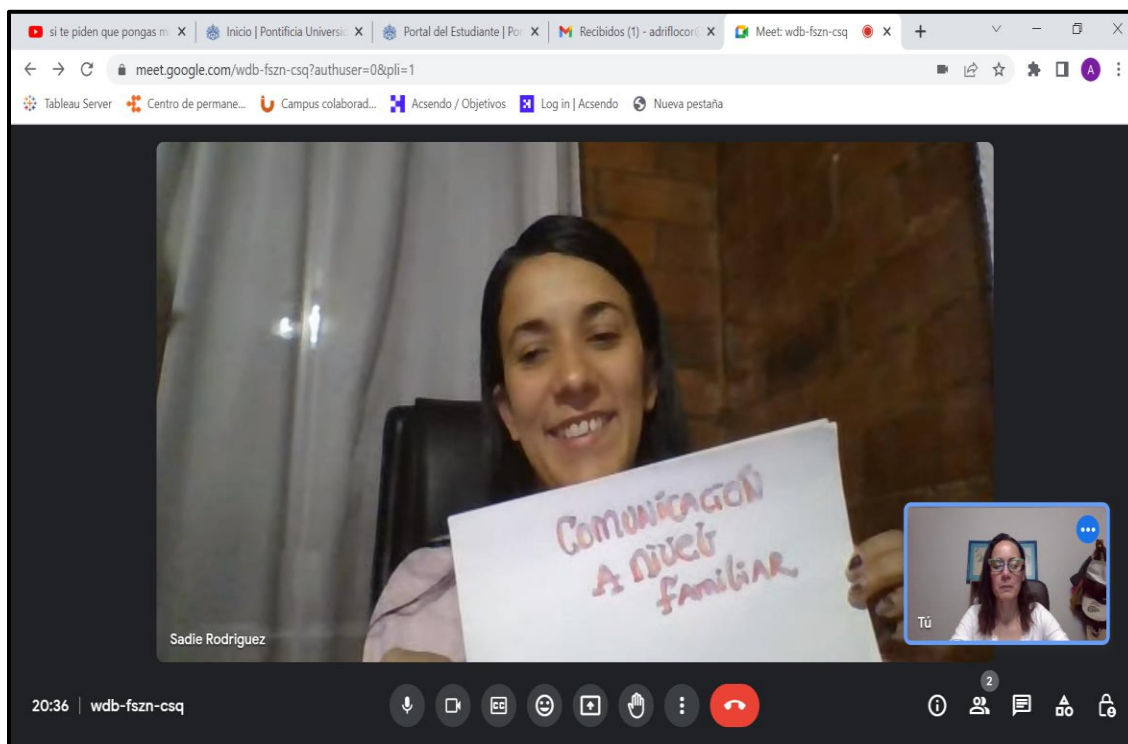 si te piden que pongas m
Inicio | Pontificia Universic
Portal del Estudiante | Por
Recibidos (1) - adriflocor
Meet: wdb-fszn-csq
meet.google.com/wdb-fszn-csq?authuser=0&pli=1
A
Tableau Server
Centro de permane...
Campus colaborad...
Acsendo / Objetivos
Log in | Acsendo
Nueva pestaña
COMUNICACIÓN
A NIVEL
FAMILIAR
Sadie Rodriguez
Tú
20:36 | wdb-fszn-csq
CC
2